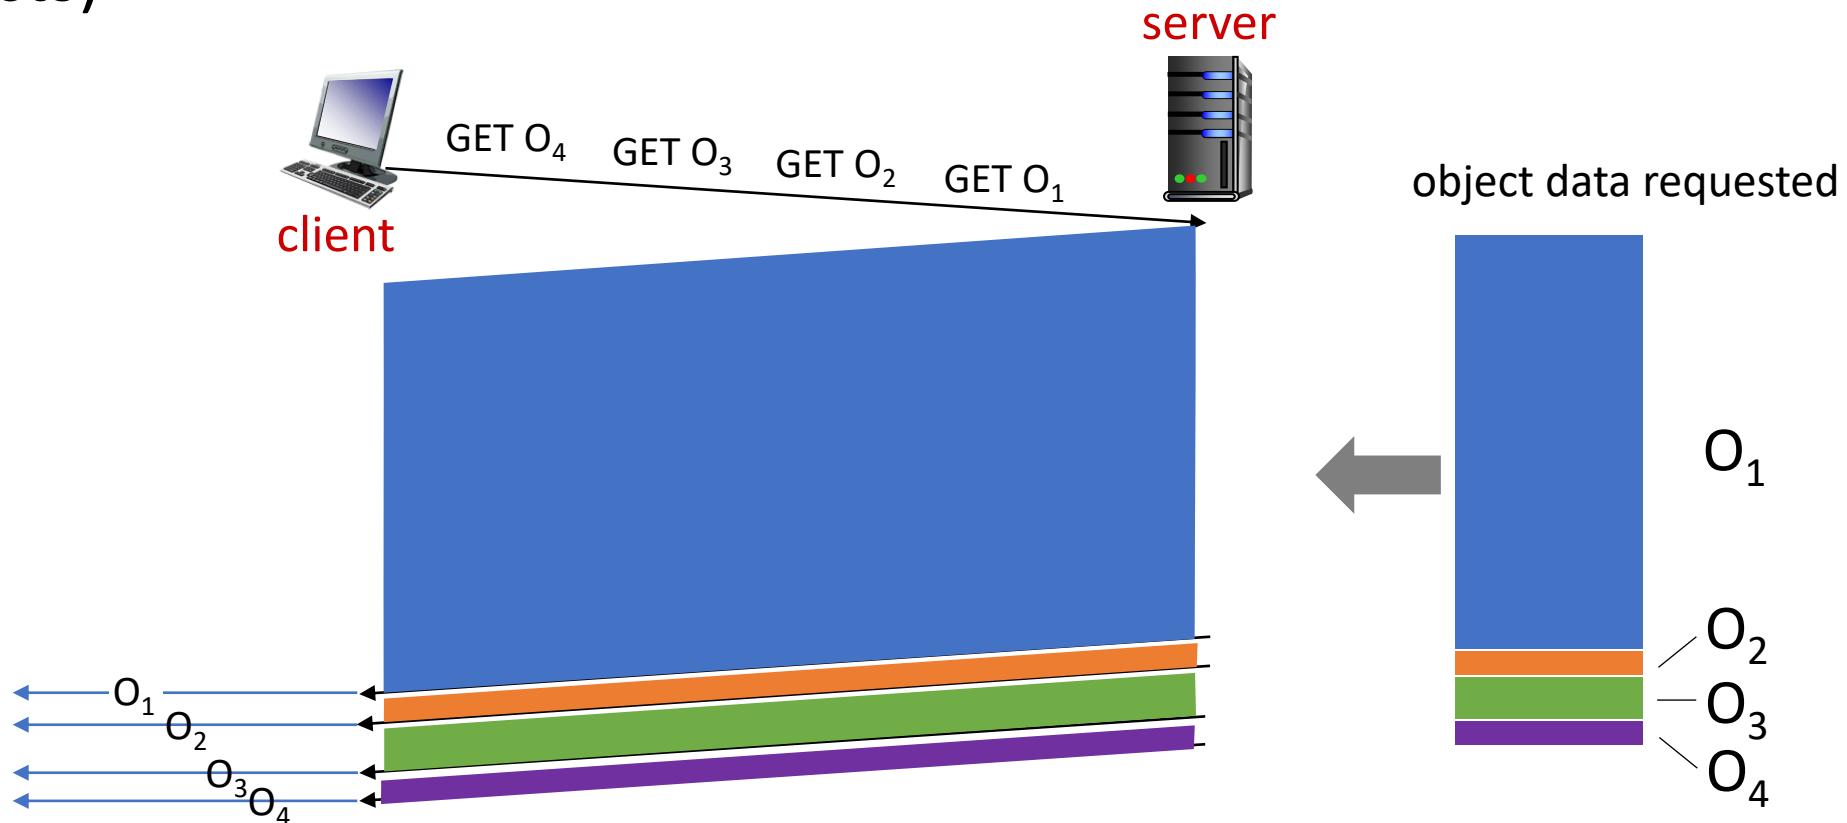 server
GET O₄ GET O₃ GET O₂ GET O₁
client
object data requested
O₁
O₂
O₃
O₄
O₁
O₂
O₃
O₄